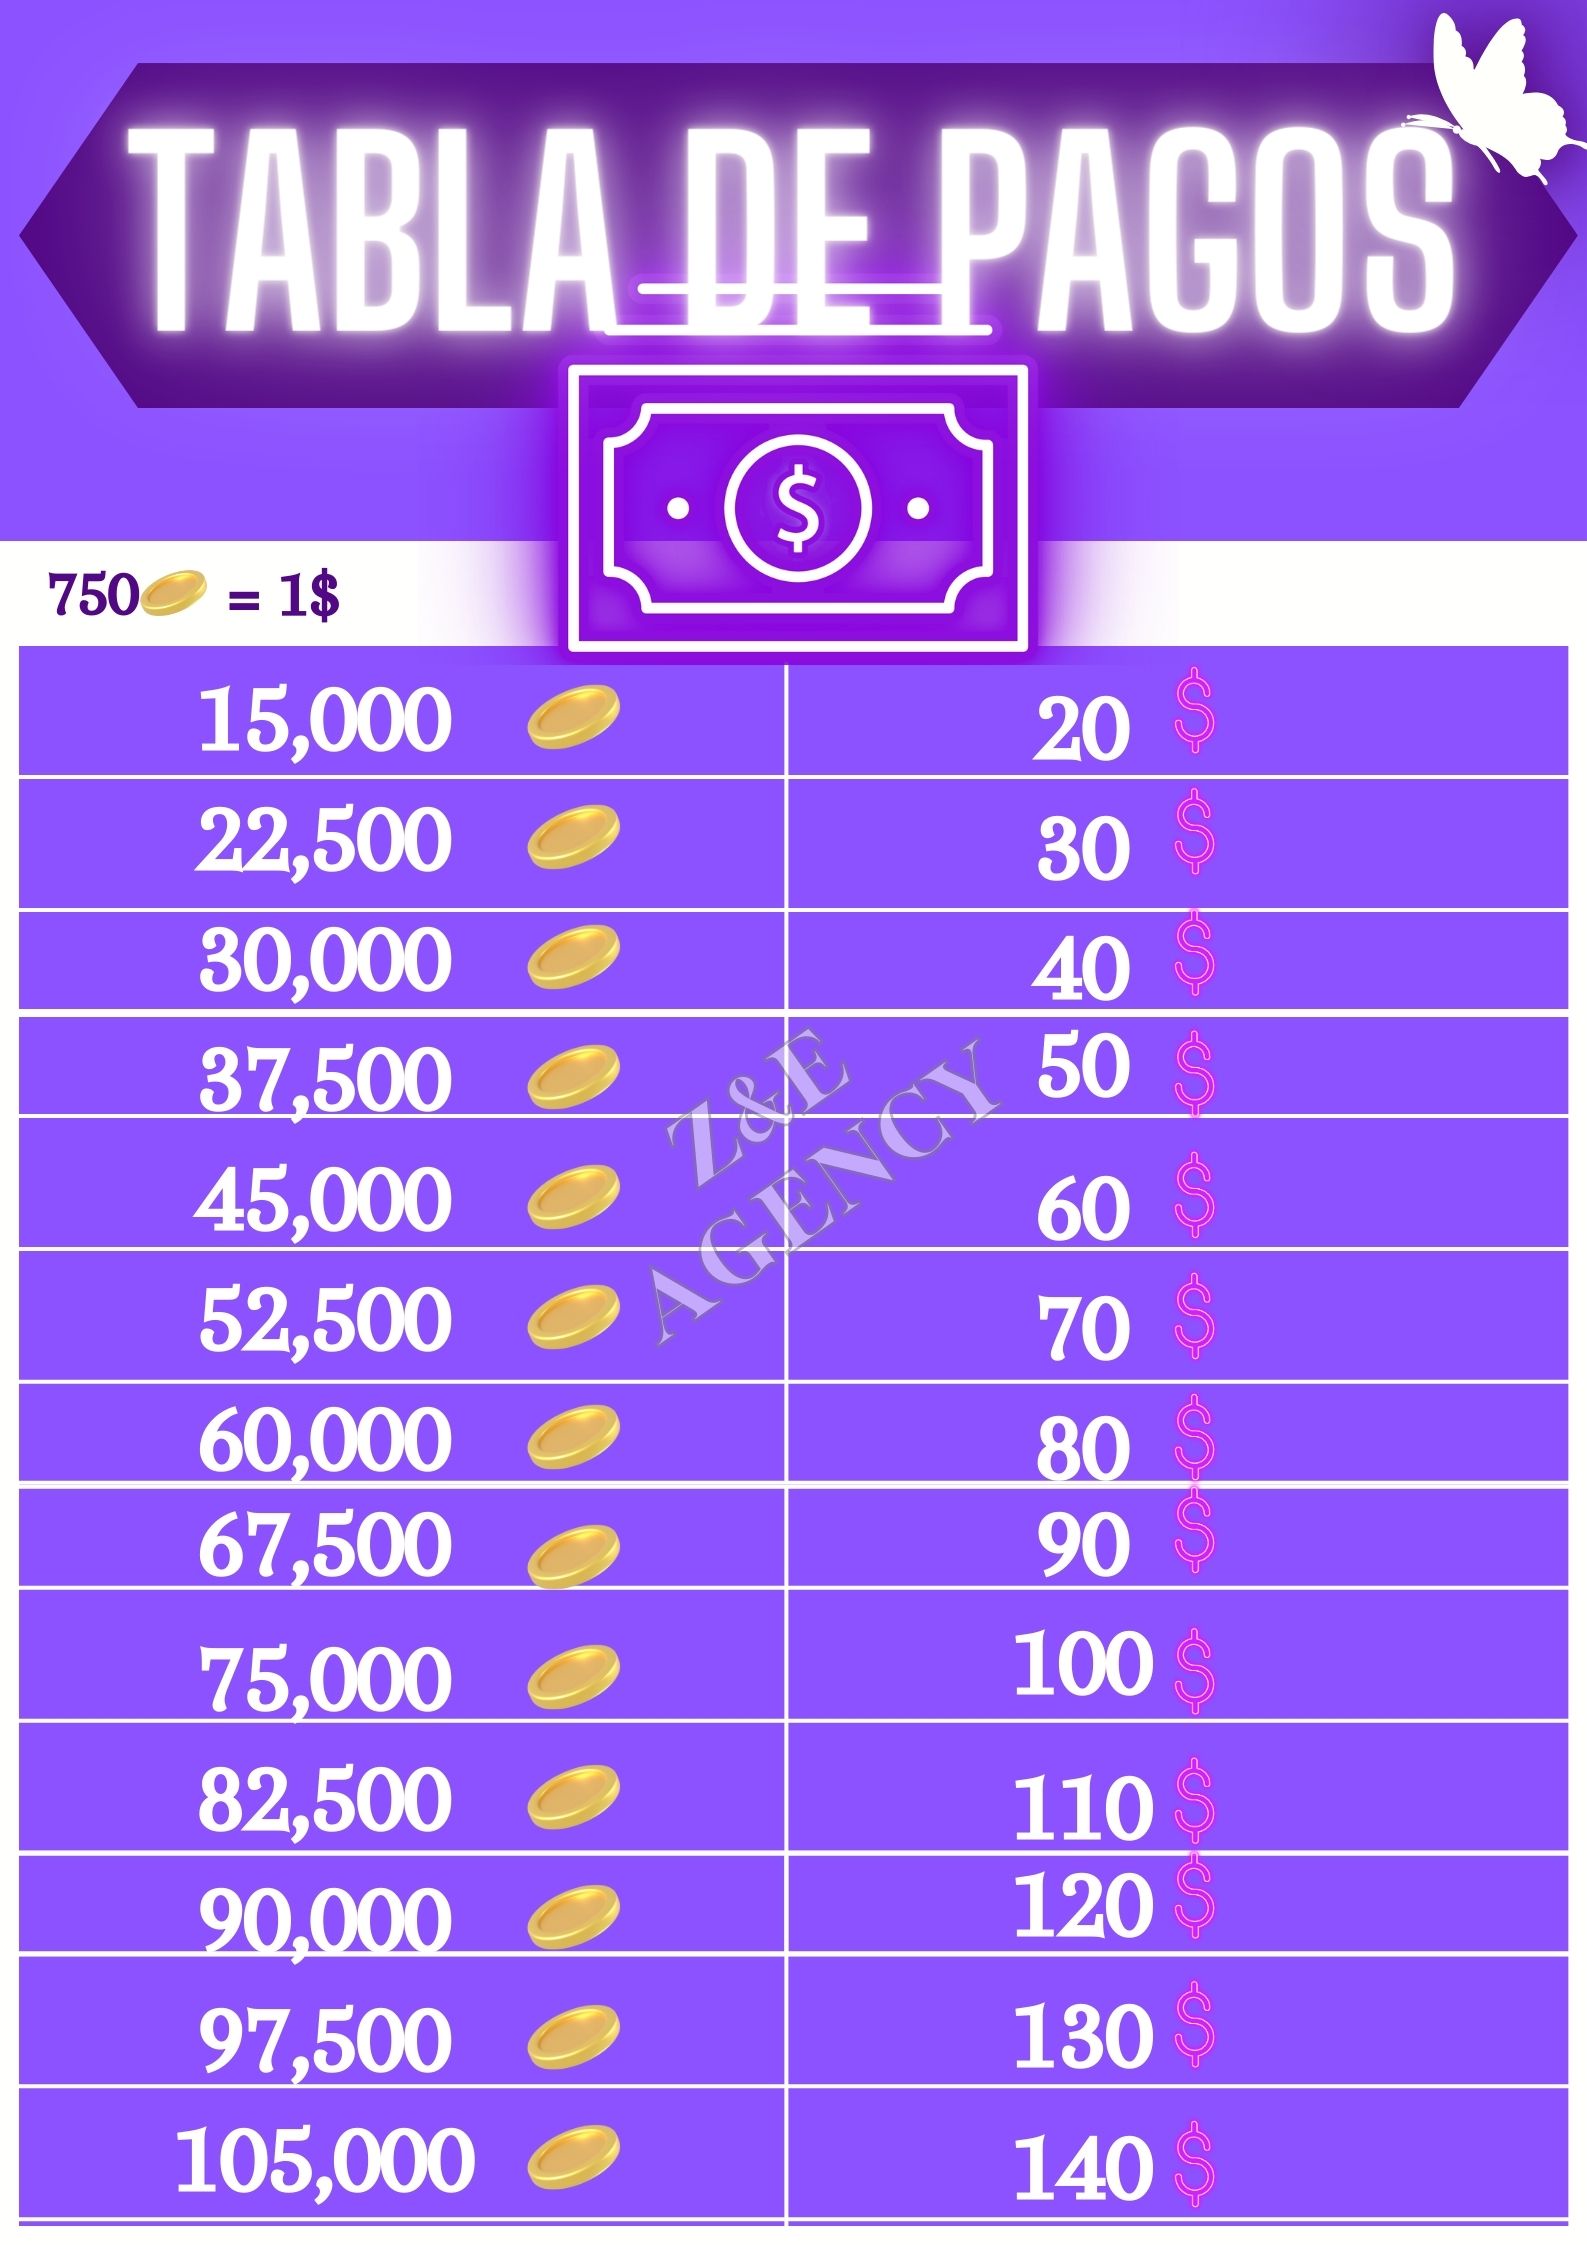 TABLA DE PAGOS
$
750 = 1$
15,000 20 $
22,500 30 $
30,000 40 $
37,500 50 $
45,000 60 $
52,500 70 $
60,000 80 $
67,500 90 $
75,000 100 $
82,500 110 $
90,000 120 $
97,500 130 $
105,000 140 $
Z&E
AGENCY